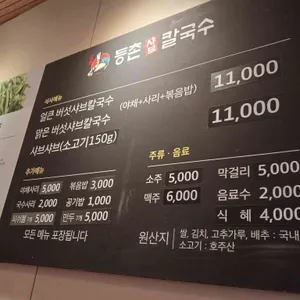 등촌 샤브 칼국수
식사메뉴
얼큰 버섯샤브칼국수
맑은 버섯샤브칼국수
(야채+사리+볶음밥)
11,000
샤브샤브(소고기150g)
11,000
추가메뉴
야채사리 5,000
볶음밥 3,000
국수사리 2,000
공기밥 1,000
5,000
만두 5,000
모든 메뉴 포장됩니다
주류 · 음료
소주 5,000
막걸리 5,000
맥주 6,000
음료수 2,000
식 혜 4,000
원산지
쌀, 김치, 고추가루, 배추 : 국내
소고기 : 호주산